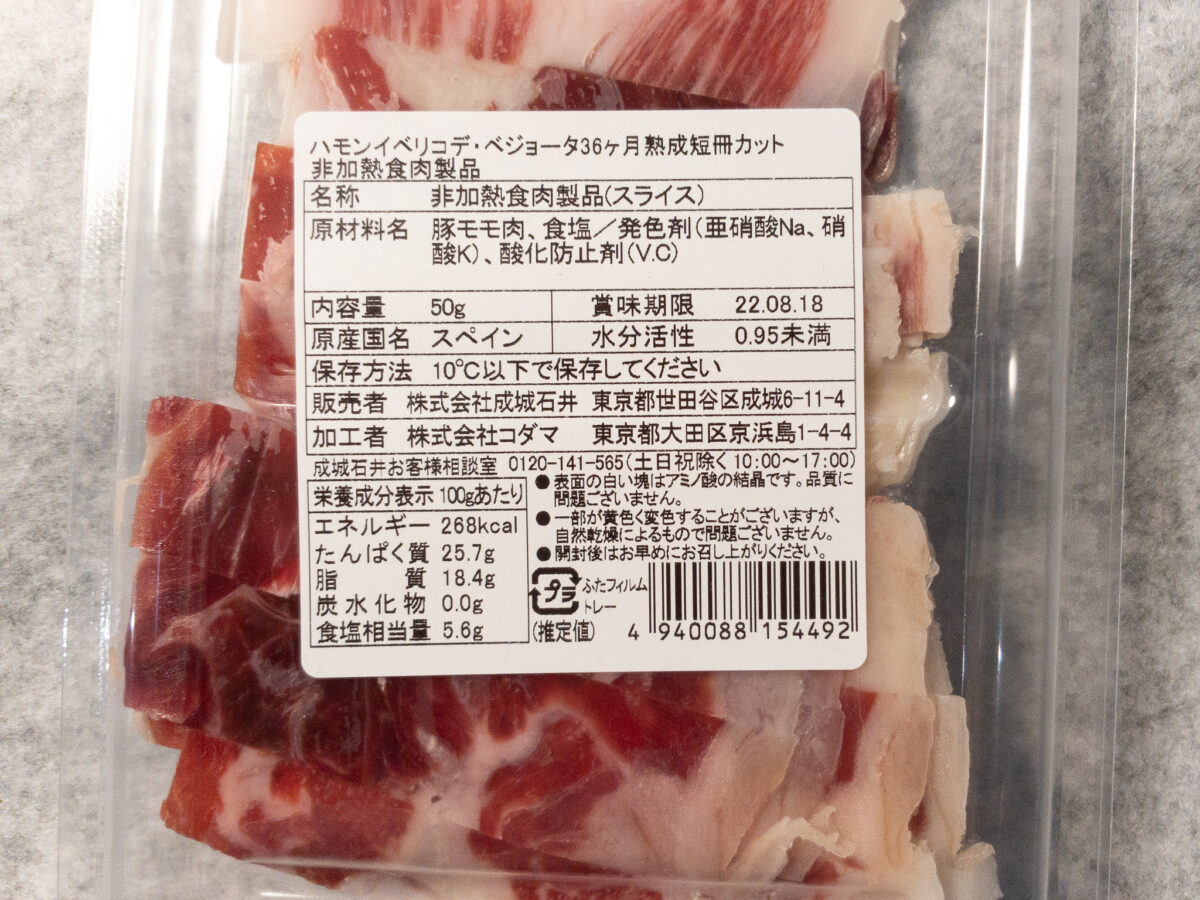 ハモンイベリコデ・ベジョータ36ヶ月熟成短冊カット
非加熱食肉製品
名称 非加熱食肉製品(スライス)
原材料名 豚モモ肉、食塩／発色剤(亜硝酸Na、硝
酸K)、酸化防止剤(V.C)
内容量 50g 賞味期限 22.08.18
原産国名 スペイン 水分活性 0.95未満
保存方法 10℃以下で保存してください
販売者 株式会社成城石井 東京都世田谷区成城6-11-4
加工者 株式会社コダマ 東京都大田区京浜島1-4-4
成城石井お客様相談室 0120-141-565(土日祝除く10:00～17:00)
栄養成分表示 100gあたり
エネルギー 268kcal
たんぱく質 25.7g
脂質 18.4g
炭水化物 0.0g
食塩相当量 5.6g
(推定値)
●表面の白い塊はアミノ酸の結晶です。品質に
問題ございません。
●一部が黄色く変色することがございますが、
自然乾燥によるもので問題ございません。
●開封後はお早めにお召し上がりください。
プラ ふたフィルム
トレー
4 940088 154492